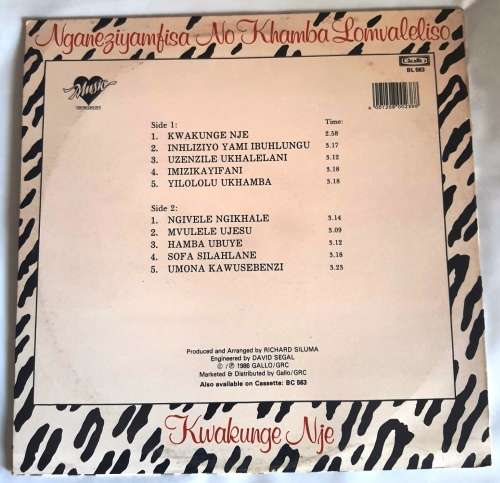 Nganeziyamfisa No Khamba Lomvaleliso
Music
Gallo
BL 563
Side 1: Time:
1. KWAKUNGE NJE 2.58
2. INHLIZIYO YAMI IBUHLUNGU 3.17
3. UZENZILE UKHALELANI 3.12
4. IMIZIKAYIFANI 3.18
5. YILOLOLU UKHAMBA 3.18
Side 2:
1. NGIVELE NGIKHALE 3.14
2. MVULELE UJESU 3.09
3. HAMBA UBUYE 3.12
4. SOFA SILAHLANE 3.18
5. UMONA KAWUSEBENZI 3.23
Produced and Arranged by RICHARD SILUMA
Engineered by DAVID SEGAL
© / ℗ 1986 GALLO/GRC
Marketed & Distributed by Gallo/GRC
Also available on Cassette: BC 563
Kwakunge Nje